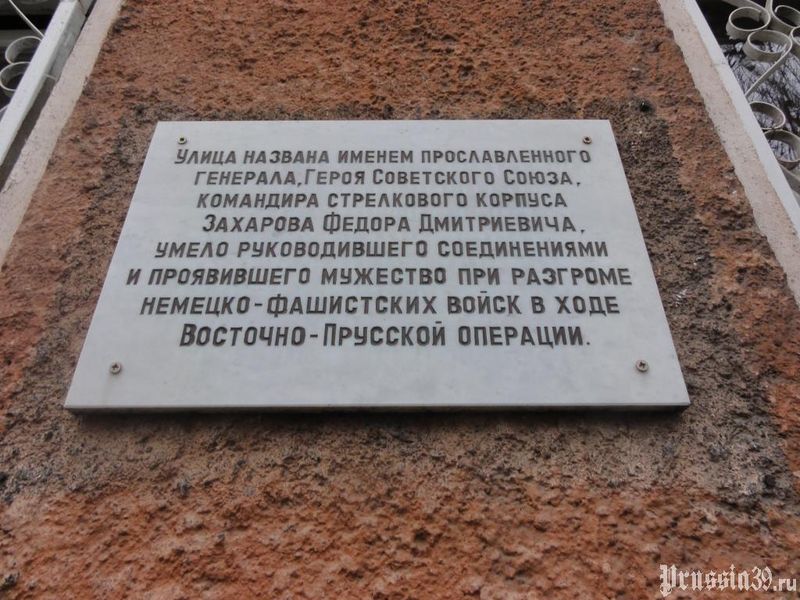 Улица названа именем прославленного
генерала, Героя Советского Союза,
командира стрелкового корпуса
Захарова Федора Дмитриевича,
умело руководившего соединениями
и проявившего мужество при разгроме
немецко-фашистских войск в ходе
Восточно-Прусской операции.
Prussia39.ru